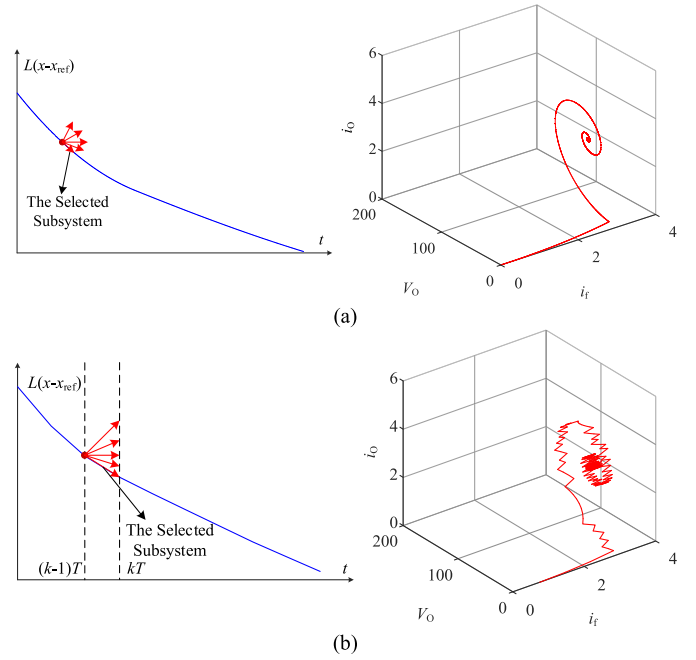 L(x-xref)
The Selected
Subsystem
t
6
4
2
0
iO
200
100
0
VO
0
2
4
if
(a)
L(x-xref)
The Selected
Subsystem
(k-1)T
kT
t
6
4
2
0
iO
200
100
0
VO
0
2
4
if
(b)